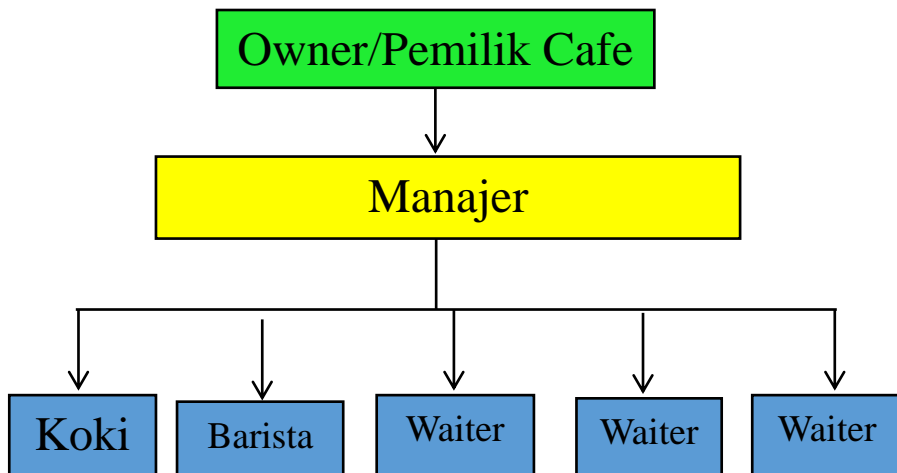 Owner/Pemilik Cafe
Manajer
Koki
Barista
Waiter
Waiter
Waiter